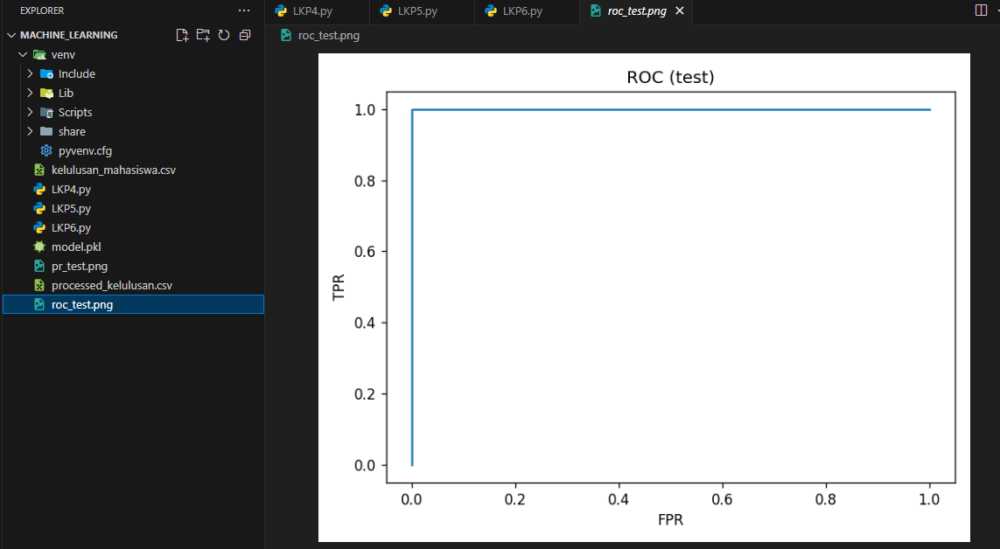 EXPLORER
MACHINE_LEARNING
venv
Include
Lib
Scripts
share
pyvenv.cfg
kelulusan_mahasiswa.csv
LKP4.py
LKP5.py
LKP6.py
model.pkl
pr_test.png
processed_kelulusan.csv
roc_test.png
LKP4.py LKP5.py LKP6.py roc_test.png
roc_test.png
ROC (test)
1.0
0.8
0.6
0.4
0.2
0.0
TPR
0.0 0.2 0.4 0.6 0.8 1.0
FPR